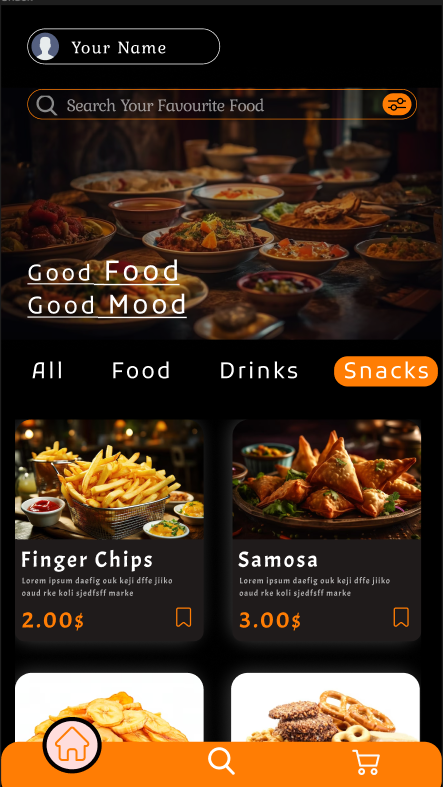 Your Name
Search Your Favourite Food
Good Food
Good Mood
All Food Drinks Snacks
Finger Chips
Lorem ipsum daefig ouk keji dffe jiiko
oaud rke koli sjedfsff marke
2.00$
Samosa
Lorem ipsum daefig ouk keji dffe jiiko
oaud rke koli sjedfsff marke
3.00$